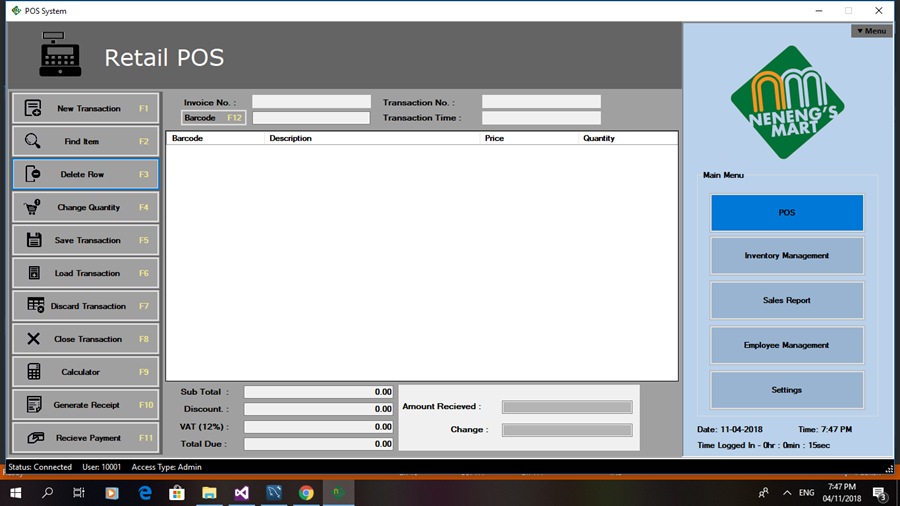 POS System
▼ Menu
Retail POS
nm
NENENG'S
MART
New Transaction F1
Find Item F2
Delete Row F3
Change Quantity F4
Save Transaction F5
Load Transaction F6
Discard Transaction F7
Close Transaction F8
Calculator F9
Generate Receipt F10
Recieve Payment F11
Invoice No. :
Transaction No. :
Barcode F12
Transaction Time :
Barcode Description Price Quantity
Sub Total : 0.00
Discount. : 0.00
VAT (12%) : 0.00
Total Due : 0.00
Amount Recieved :
Change :
Main Menu
POS
Inventory Management
Sales Report
Employee Management
Settings
Date: 11-04-2018 Time: 7:47 PM
Time Logged In - 0hr : 0min : 15sec
Status: Connected User: 10001 Access Type: Admin
ENG
7:47 PM
04/11/2018
3